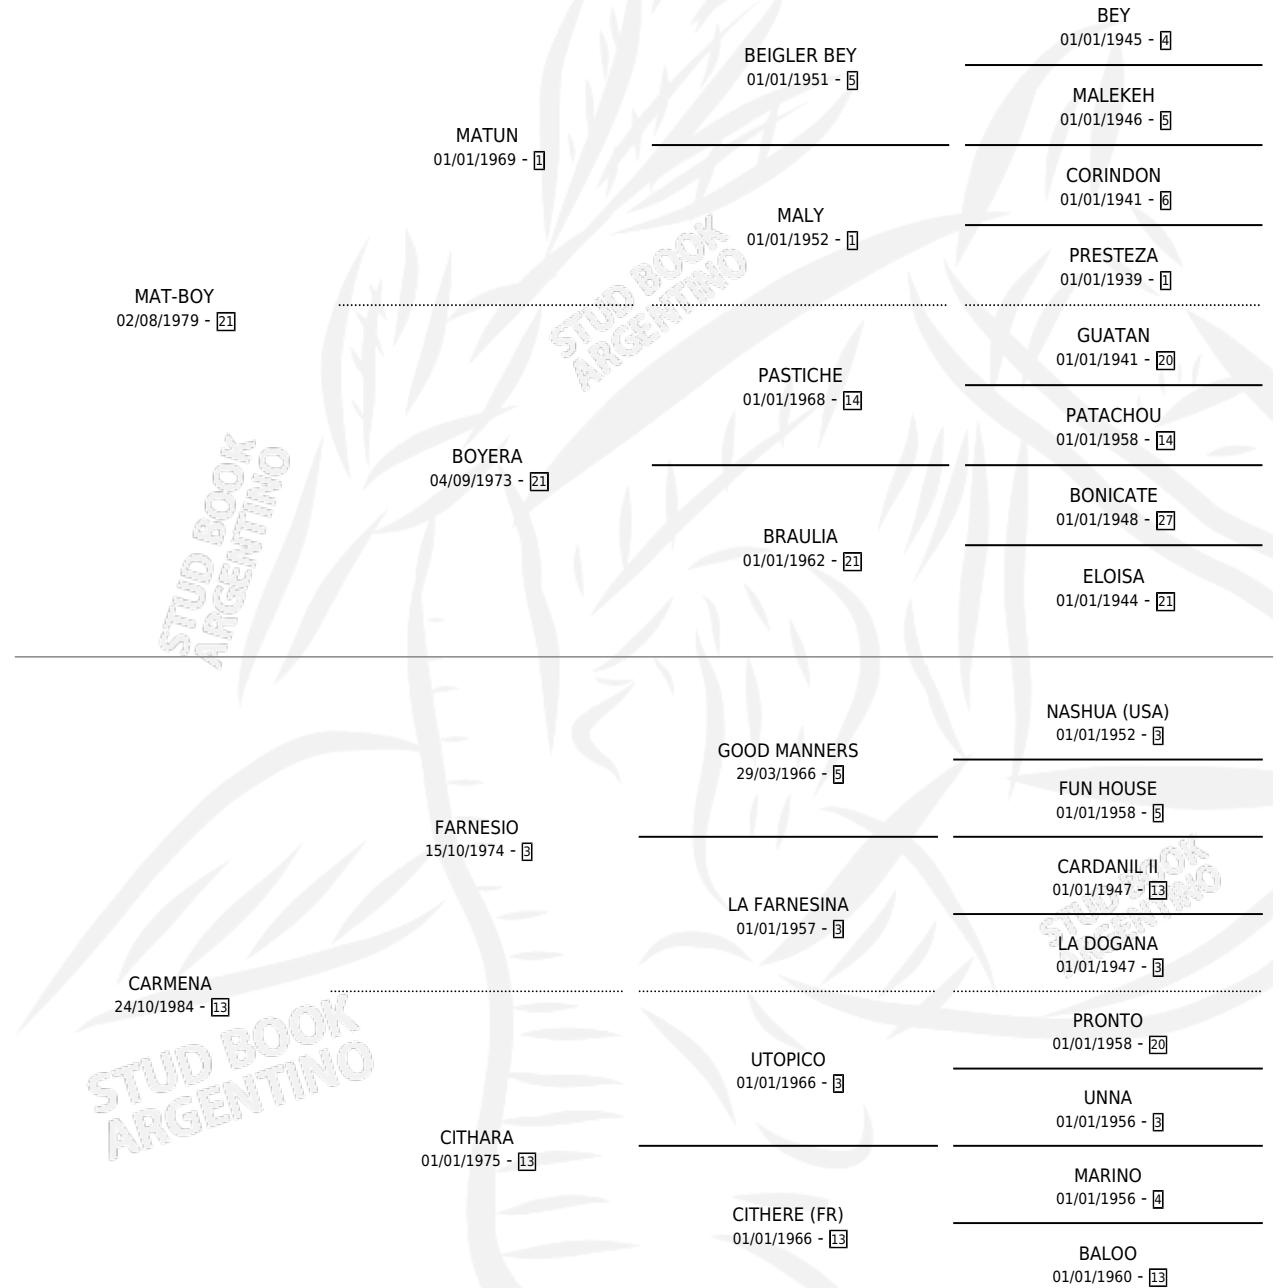 BEY
01/01/1945 - 4
BEIGLER BEY
01/01/1951 - 5
MALEKEH
01/01/1946 - 5
MATUN
01/01/1969 - 1
CORINDON
01/01/1941 - 6
MALY
01/01/1952 - 1
PRESTEZA
01/01/1939 - 1
MAT-BOY
02/08/1979 - 21
GUATAN
01/01/1941 - 20
PASTICHE
01/01/1968 - 14
PATACHOU
01/01/1958 - 14
BOYERA
04/09/1973 - 21
BONICATE
01/01/1948 - 27
BRAULIA
01/01/1962 - 21
ELOISA
01/01/1944 - 21
NASHUA (USA)
01/01/1952 - 3
GOOD MANNERS
29/03/1966 - 5
FUN HOUSE
01/01/1958 - 5
FARNESIO
15/10/1974 - 3
CARDANIL II
01/01/1947 - 13
LA FARNESINA
01/01/1957 - 3
LA DOGANA
01/01/1947 - 3
CARMENA
24/10/1984 - 13
PRONTO
01/01/1958 - 20
UTOPICO
01/01/1966 - 3
UNNA
01/01/1956 - 3
CITHARA
01/01/1975 - 13
MARINO
01/01/1956 - 4
CITHERE (FR)
01/01/1966 - 13
BALOO
01/01/1960 - 13
STUD BOOK
ARGENTINO
STUD BOOK
ARGENTINO
STUD BOOK
ARGENTINO
STUD BOOK
ARGENTINO